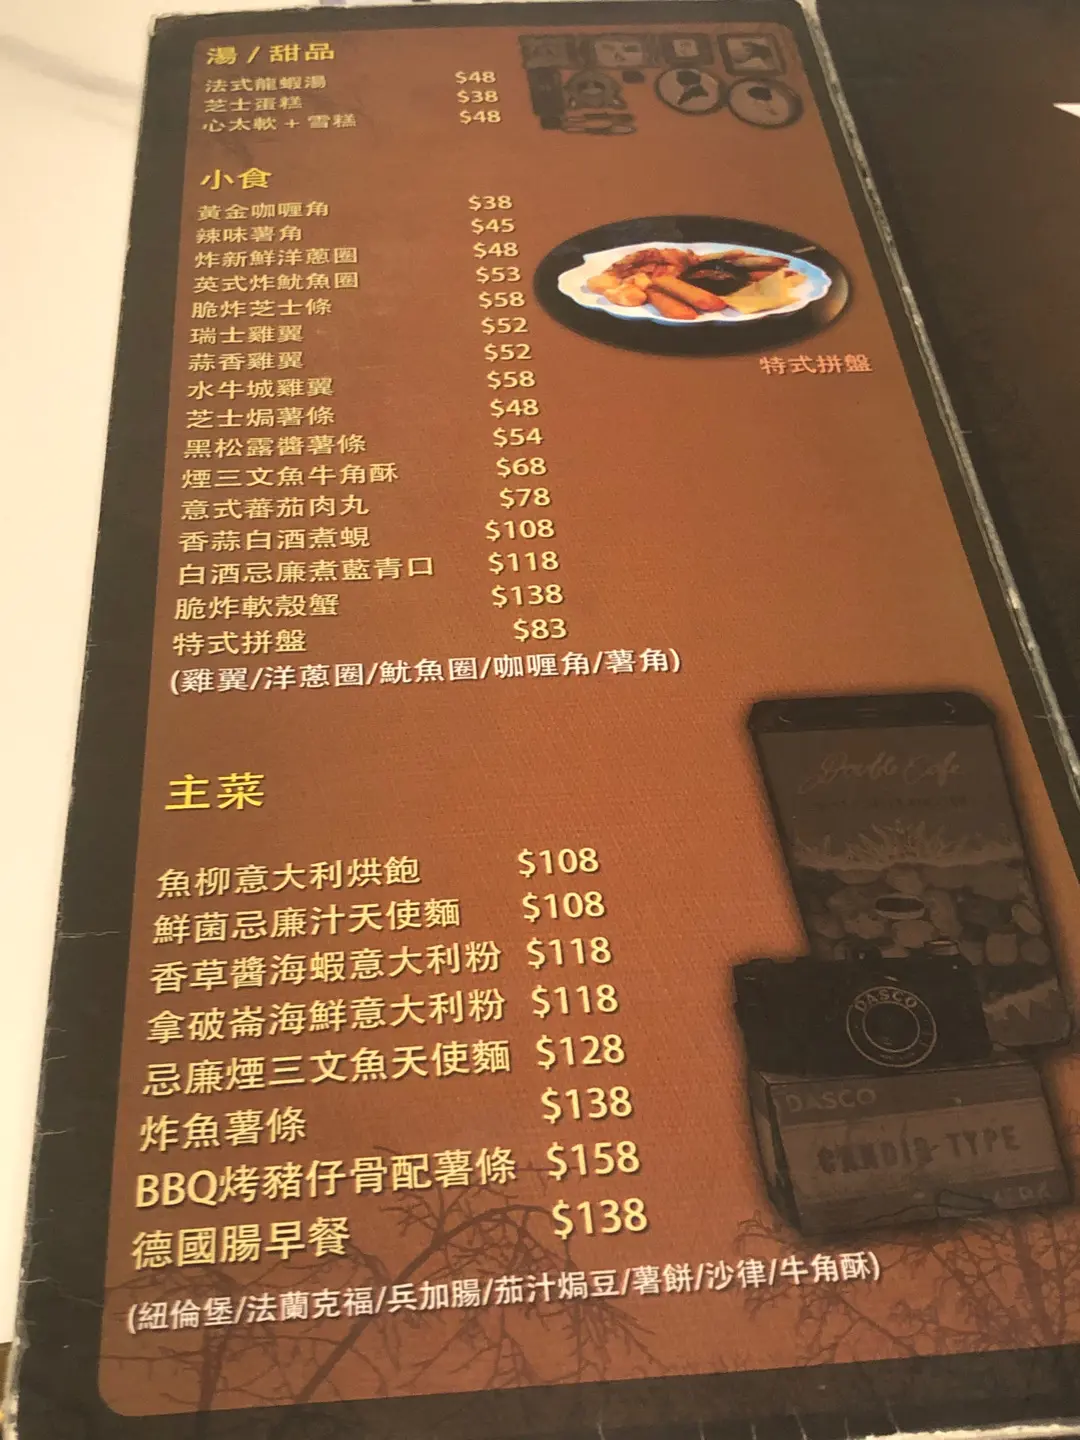 湯 / 甜品
法式龍蝦湯 $48
芝士蛋糕 $38
心太軟 + 雪糕 $48
小食
黃金咖喱角 $38
辣味薯角 $45
炸新鮮洋蔥圈 $48
英式炸魷魚圈 $53
脆炸芝士條 $58
瑞士雞翼 $52
蒜香雞翼 $52
水牛城雞翼 $58
芝士焗薯條 $48
黑松露醬薯條 $54
煙三文魚牛角酥 $68
意式蕃茄肉丸 $78
香蒜白酒煮蜆 $108
白酒忌廉煮藍青口 $118
脆炸軟殼蟹 $138
特式拼盤 $83
(雞翼/洋蔥圈/魷魚圈/咖喱角/薯角)
特式拼盤
主菜
魚柳意大利烘飽 $108
鮮菌忌廉汁天使麵 $108
香草醬海蝦意大利粉 $118
拿破崙海鮮意大利粉 $118
忌廉煙三文魚天使麵 $128
炸魚薯條 $138
BBQ烤豬仔骨配薯條 $158
德國腸早餐 $138
(紐倫堡/法蘭克福/兵加腸/茄汁焗豆/薯餅/沙律/牛角酥)
Double Cafe
DASCO
DASCO
CANDID-TYPE